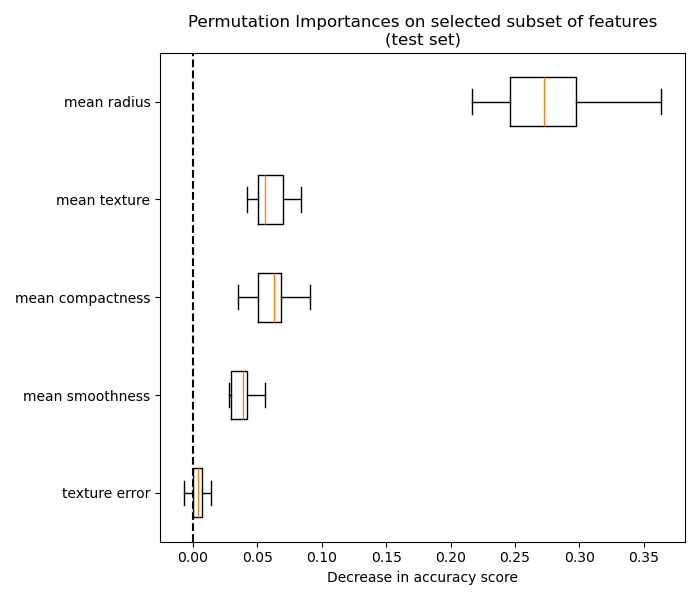 Permutation Importances on selected subset of features
(test set)
mean radius
mean texture
mean compactness
mean smoothness
texture error
0.00 0.05 0.10 0.15 0.20 0.25 0.30 0.35
Decrease in accuracy score